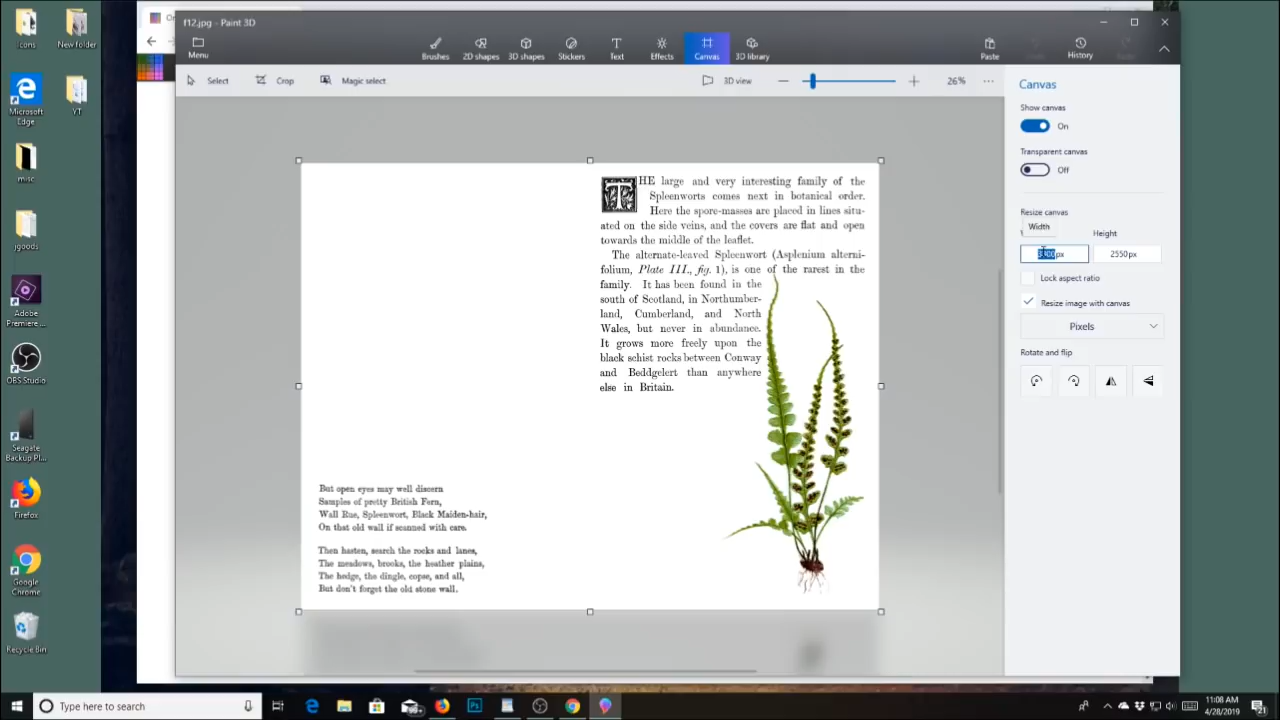 f12.jpg - Paint 3D
Menu
Brushes
2D shapes
3D shapes
Stickers
Text
Effects
Canvas
3D library
Paste
History
Select
Crop
Magic select
3D view
26%
Canvas
Show canvas
On
Transparent canvas
Off
Resize canvas
Width
Height
px
2550px
Lock aspect ratio
Resize image with canvas
Pixels
Rotate and flip
THE large and very interesting family of the
Spleenworts comes next in botanical order.
Here the spore-masses are placed in lines situ-
ated on the side veins, and the covers are flat and open
towards the middle of the leaflet.
The alternate-leaved Spleenwort (Asplenium alterni-
folium, Plate III., fig. 1), is one of the rarest in the
family. It has been found in the
south of Scotland, in Northumber-
land, Cumberland, and North
Wales, but never in abundance.
It grows more freely upon the
black schist rocks between Conway
and Beddgelert than anywhere
else in Britain.
But open eyes may well discern
Samples of pretty British Fern,
Wall Rue, Spleenwort, Black Maiden-hair,
On that old wall if scanned with care.
Then hasten, search the rocks and lanes,
The meadows, brooks, the heather plains,
The hedge, the dingle, copse, and all,
But don't forget the old stone wall.
Icons
New folder
Microsoft
Edge
YT
misc
jgoods
Adobe
Premiere...
OBS Studio
Seagate
Backup Pl...
Firefox
Google
Chrome
Recycle Bin
Type here to search
11:08 AM
4/28/2019
21